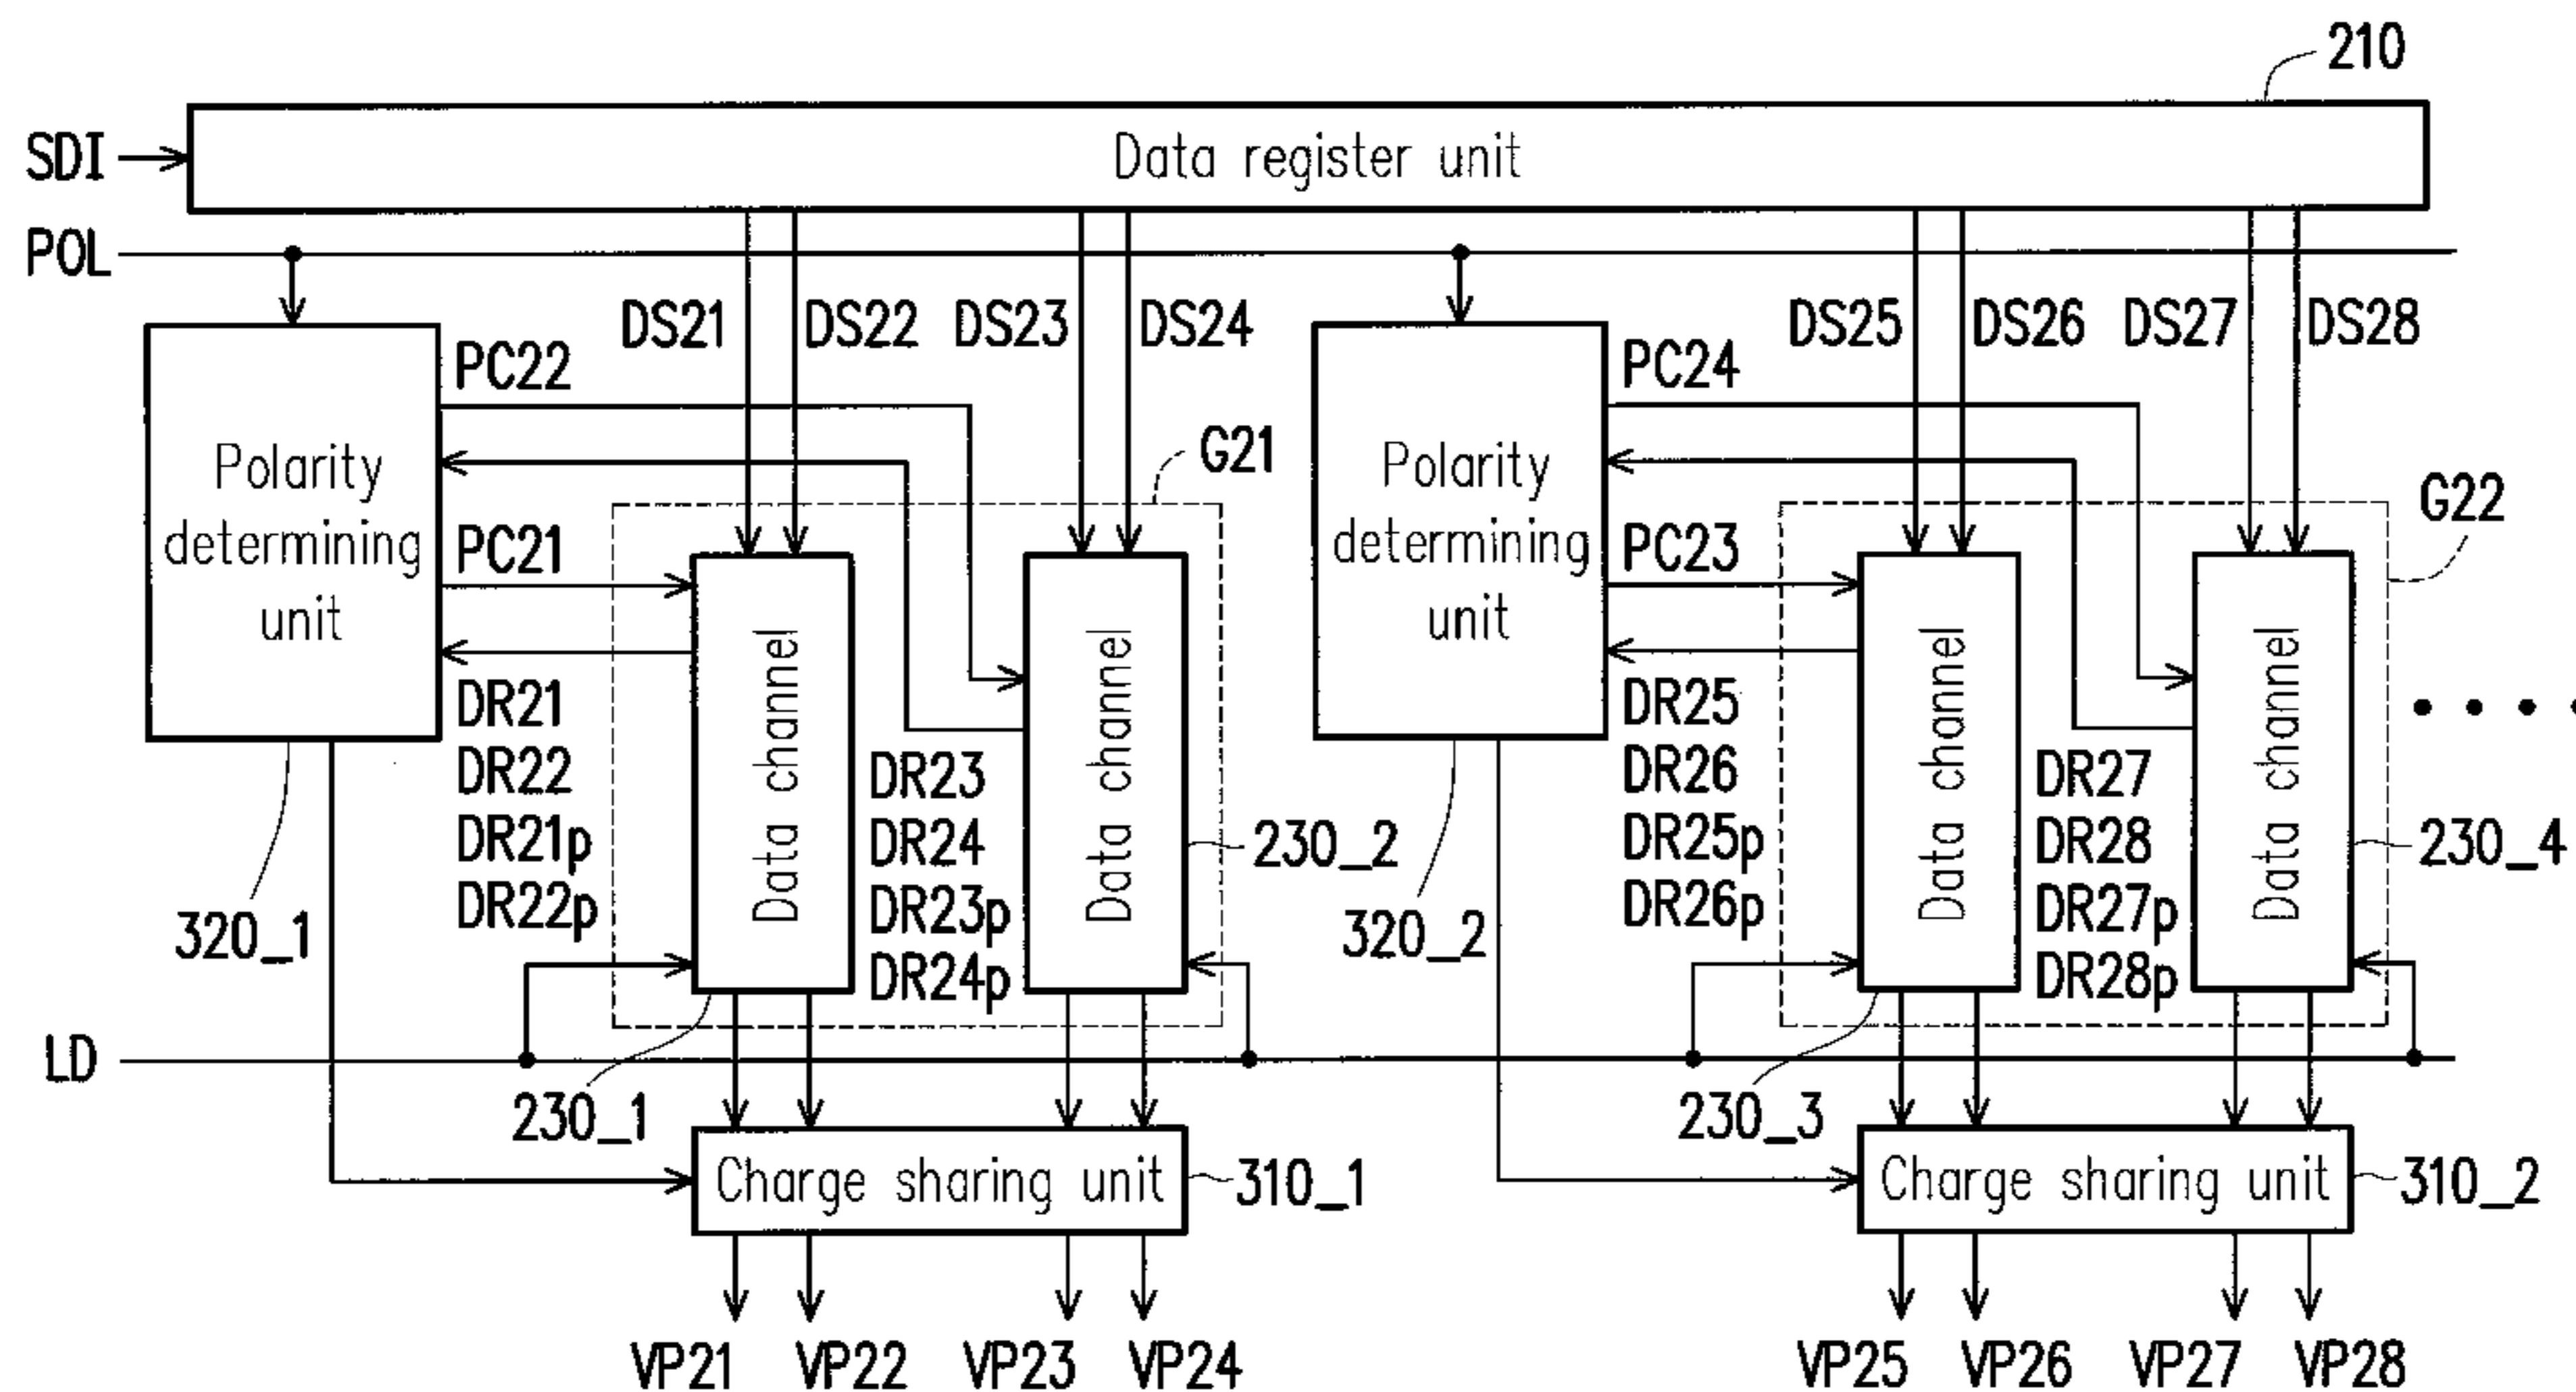 210
SDI
Data register unit
POL
DS21
DS22
DS23
DS24
DS25
DS26
DS27
DS28
PC22
PC24
G21
G22
Polarity
determining
unit
Polarity
determining
unit
PC21
PC23
Data channel
Data channel
Data channel
Data channel
DR21
DR22
DR21p
DR22p
DR23
DR24
DR23p
DR24p
DR25
DR26
DR25p
DR26p
DR27
DR28
DR27p
DR28p
230_2
230_4
320_1
320_2
LD
230_1
230_3
Charge sharing unit
310_1
Charge sharing unit
310_2
VP21
VP22
VP23
VP24
VP25
VP26
VP27
VP28